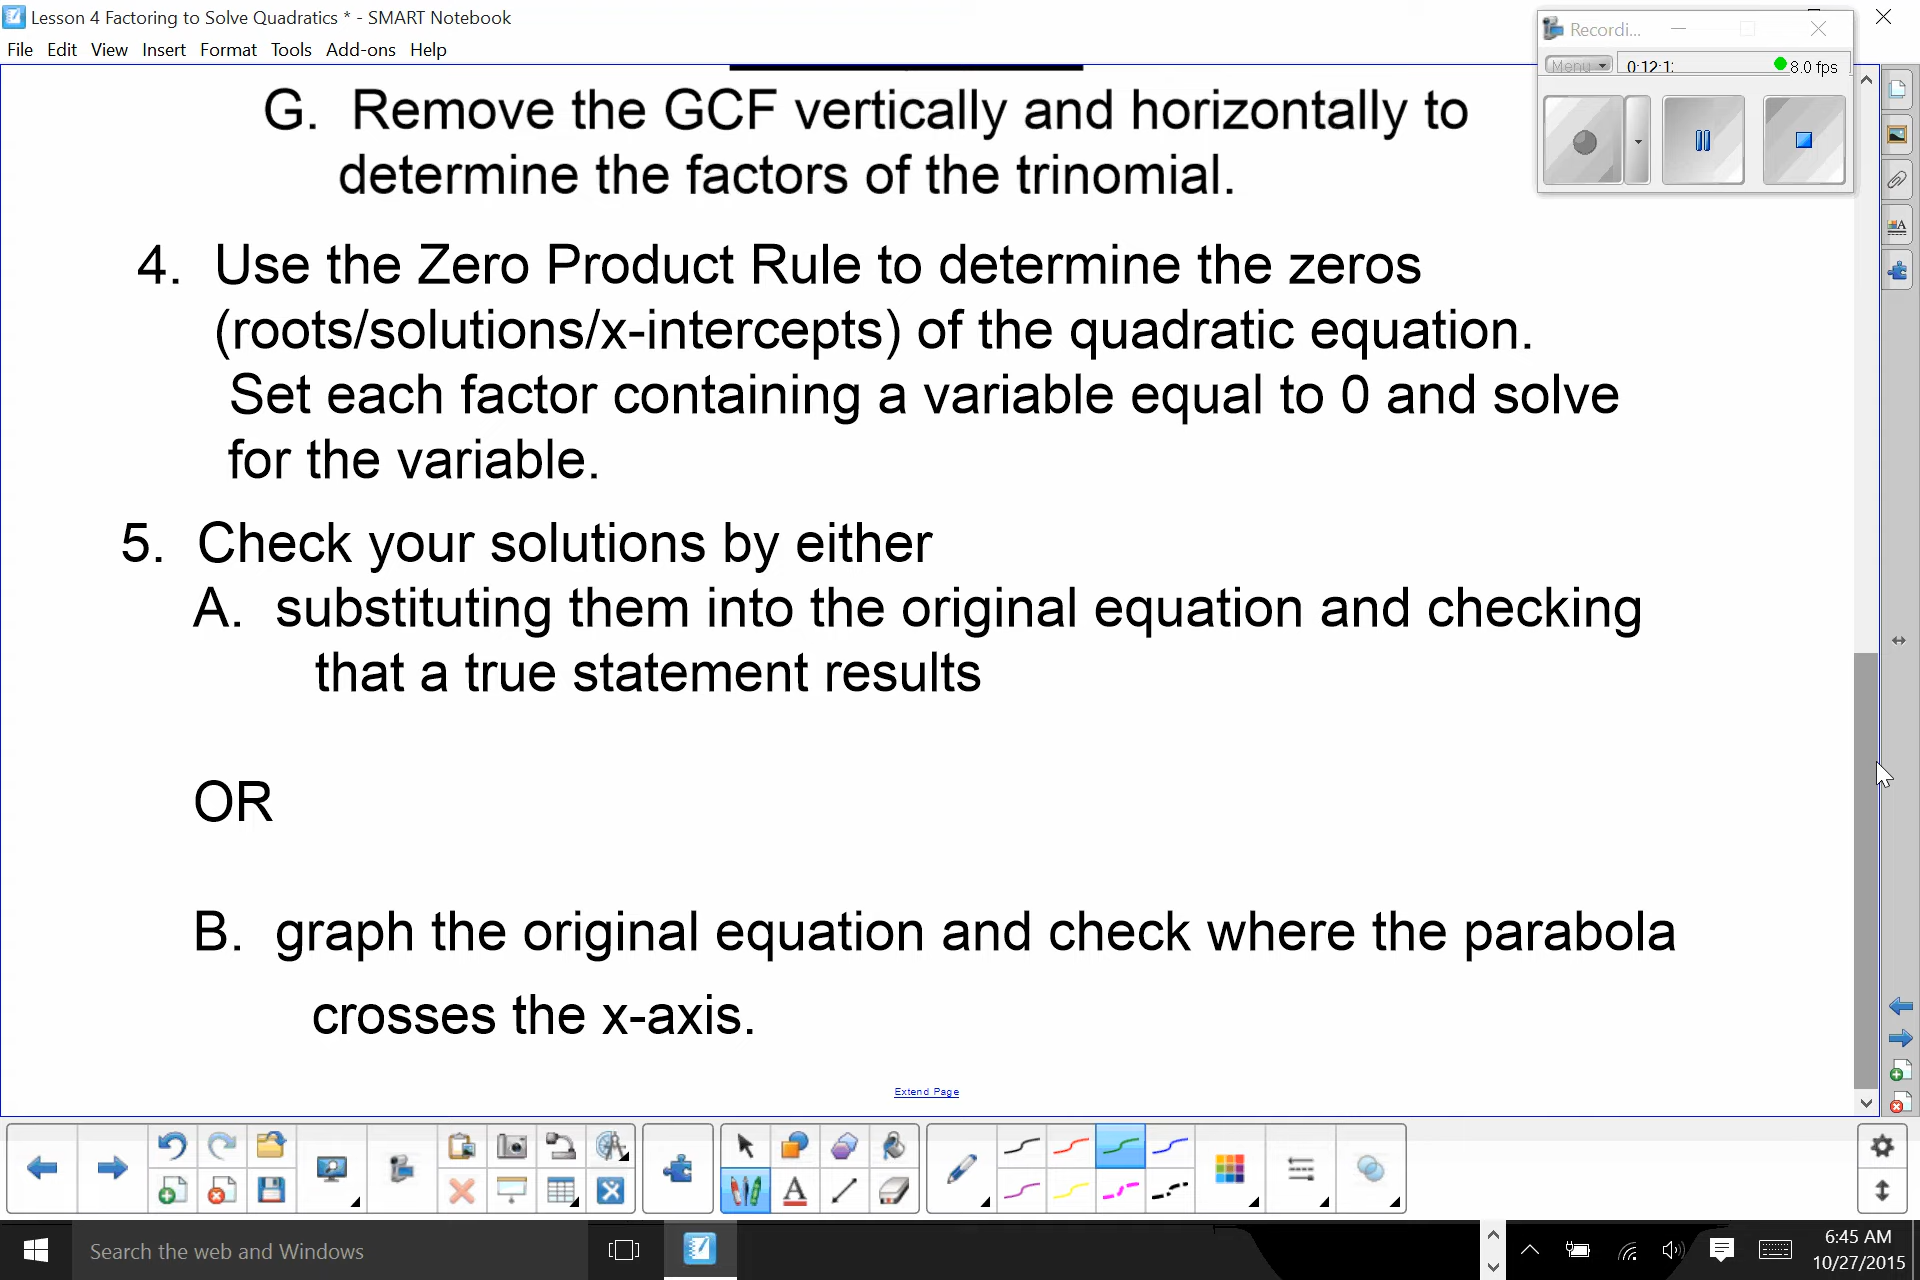 Lesson 4 Factoring to Solve Quadratics * - SMART Notebook
File Edit View Insert Format Tools Add-ons Help
Recordi...
Menu
8.0 fps
G. Remove the GCF vertically and horizontally to
determine the factors of the trinomial.
4. Use the Zero Product Rule to determine the zeros
(roots/solutions/x-intercepts) of the quadratic equation.
Set each factor containing a variable equal to 0 and solve
for the variable.
5. Check your solutions by either
A. substituting them into the original equation and checking
that a true statement results
OR
B. graph the original equation and check where the parabola
crosses the x-axis.
Extend Page
Search the web and Windows
6:45 AM
10/27/2015